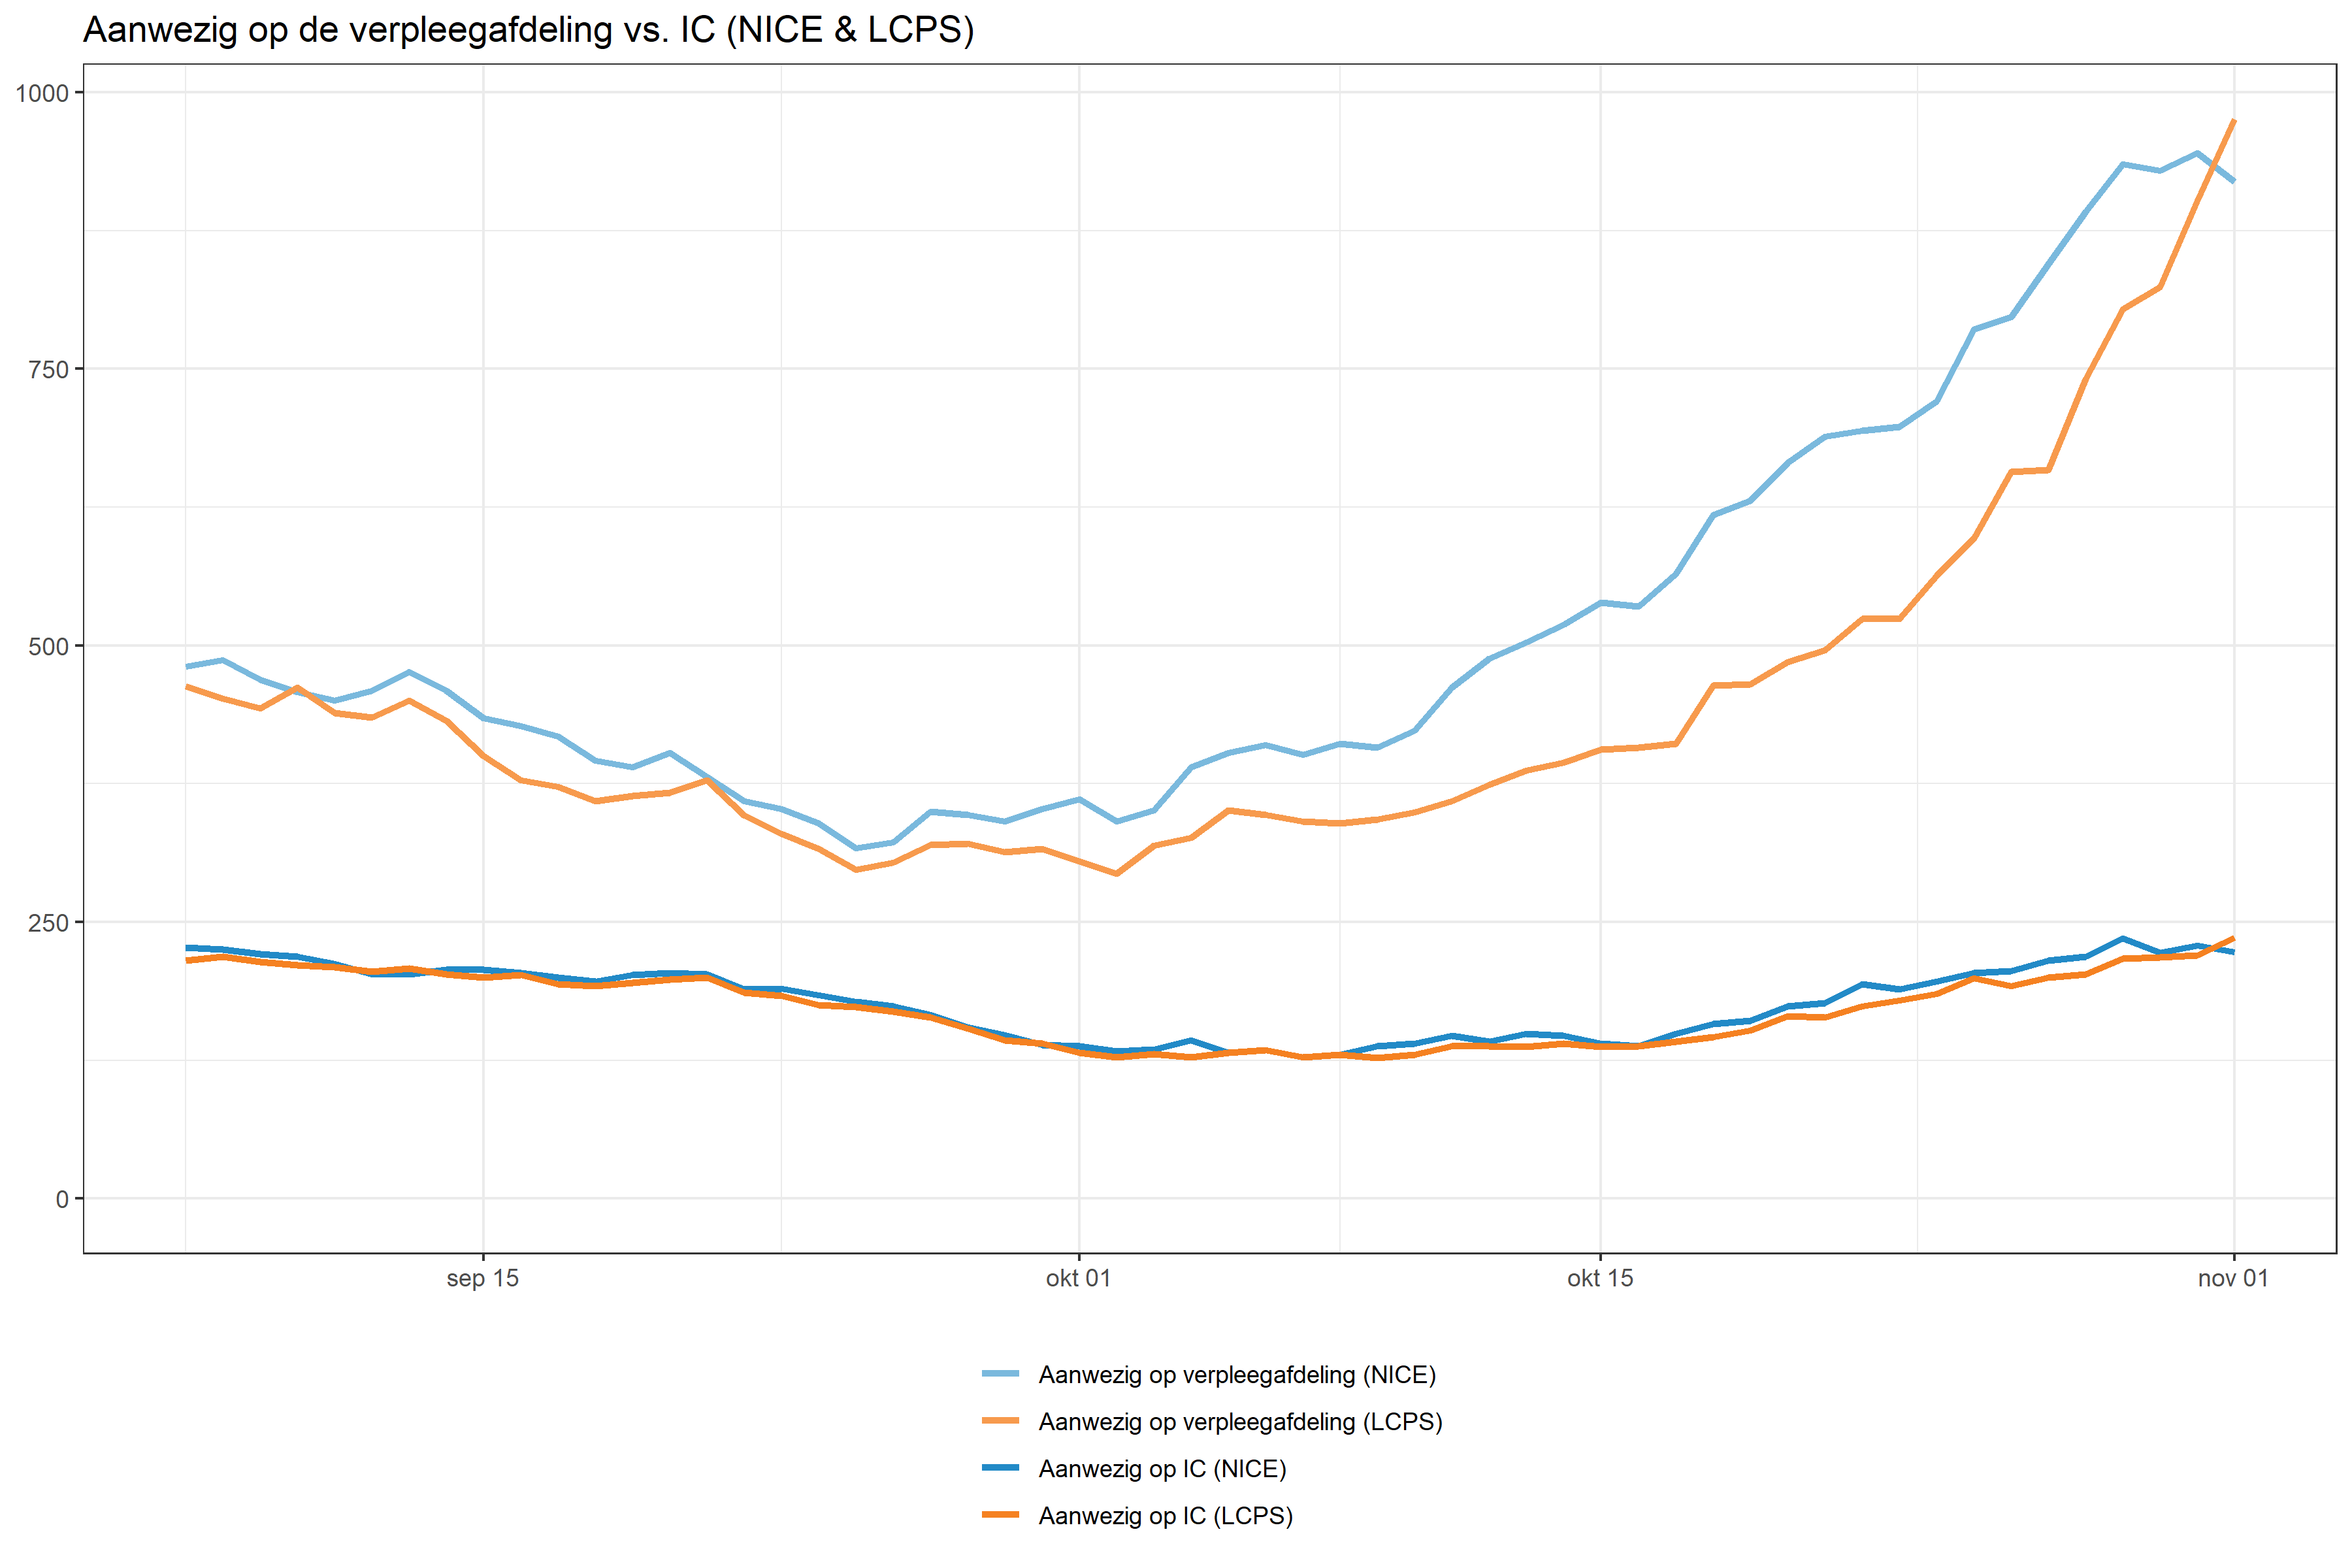 Aanwezig op de verpleegafdeling vs. IC (NICE & LCPS)
1000
750
500
250
0
sep 15
okt 01
okt 15
nov 01
Aanwezig op verpleegafdeling (NICE)
Aanwezig op verpleegafdeling (LCPS)
Aanwezig op IC (NICE)
Aanwezig op IC (LCPS)